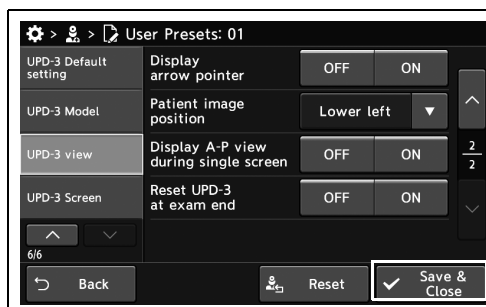 > > User Presets: 01
UPD-3 Default
setting
UPD-3 Model
UPD-3 view
UPD-3 Screen
6/6
Display
arrow pointer
OFF ON
Patient image
position
Lower left
Display A-P view
during single screen
OFF ON
Reset UPD-3
at exam end
OFF ON
2
2
Back
Reset
Save &
Close